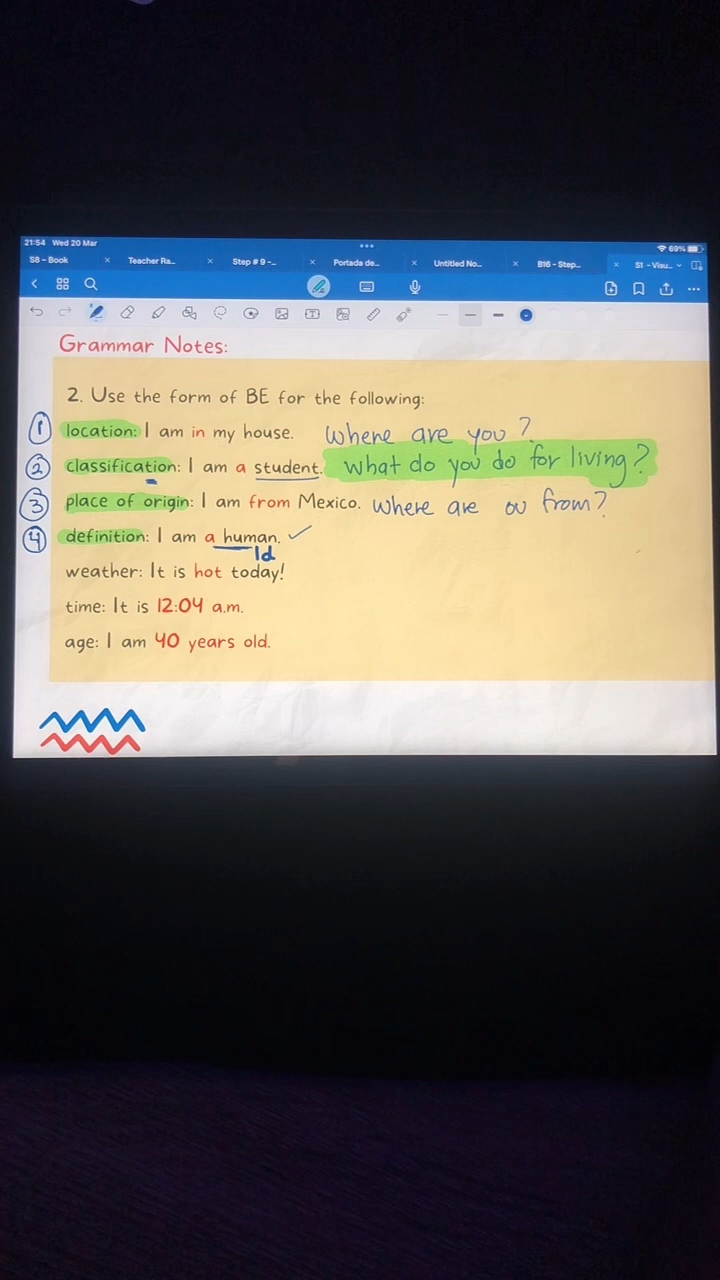 21:54 Wed 20 Mar
69%
S8 - Book
Teacher Ra...
Step # 9 -...
Portada de...
Untitled No...
B16 - Step...
S1 - Visu...
Grammar Notes:
2. Use the form of BE for the following:
1 location: I am in my house. Where are you?
2 classification: I am a student. What do you do for living?
3 place of origin: I am from Mexico. Where are ou from?
4 definition: I am a human.
Id
weather: It is hot today!
time: It is 12:04 a.m.
age: I am 40 years old.